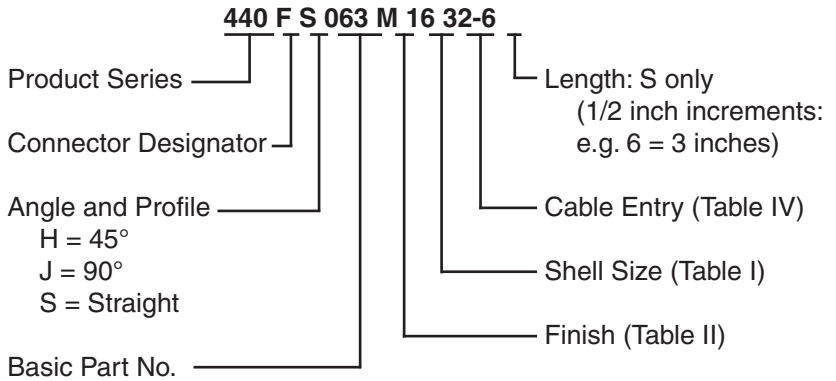 440 F S 063 M 16 32-6
Product Series
Connector Designator
Angle and Profile
H = 45°
J = 90°
S = Straight
Basic Part No.
Length: S only
(1/2 inch increments:
e.g. 6 = 3 inches)
Cable Entry (Table IV)
Shell Size (Table I)
Finish (Table II)